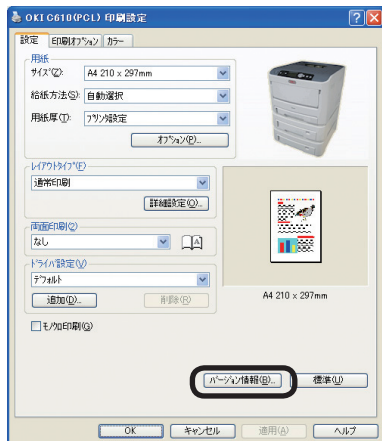 OKI C610(PCL) 印刷設定
設定 印刷ｵﾌﾟｼｮﾝ ｶﾗｰ
用紙
ｻｲｽﾞ(Z): A4 210 x 297mm
給紙方法(S): 自動選択
用紙厚(T): ﾌﾟﾘﾝﾀ設定
ｵﾌﾟｼｮﾝ(P)...
ﾚｲｱｳﾄﾀｲﾌﾟ(F)
通常印刷
詳細設定(O)...
両面印刷(2)
なし
A
ﾄﾞﾗｲﾊﾞ設定(V)
ﾃﾞﾌｫﾙﾄ
追加(D)... 削除(R)
A4 210 x 297mm
ﾓﾉｸﾛ印刷(G)
ﾊﾞｰｼﾞｮﾝ情報(B)... 標準(U)
OK ｷｬﾝｾﾙ 適用(A) ﾍﾙﾌﾟ